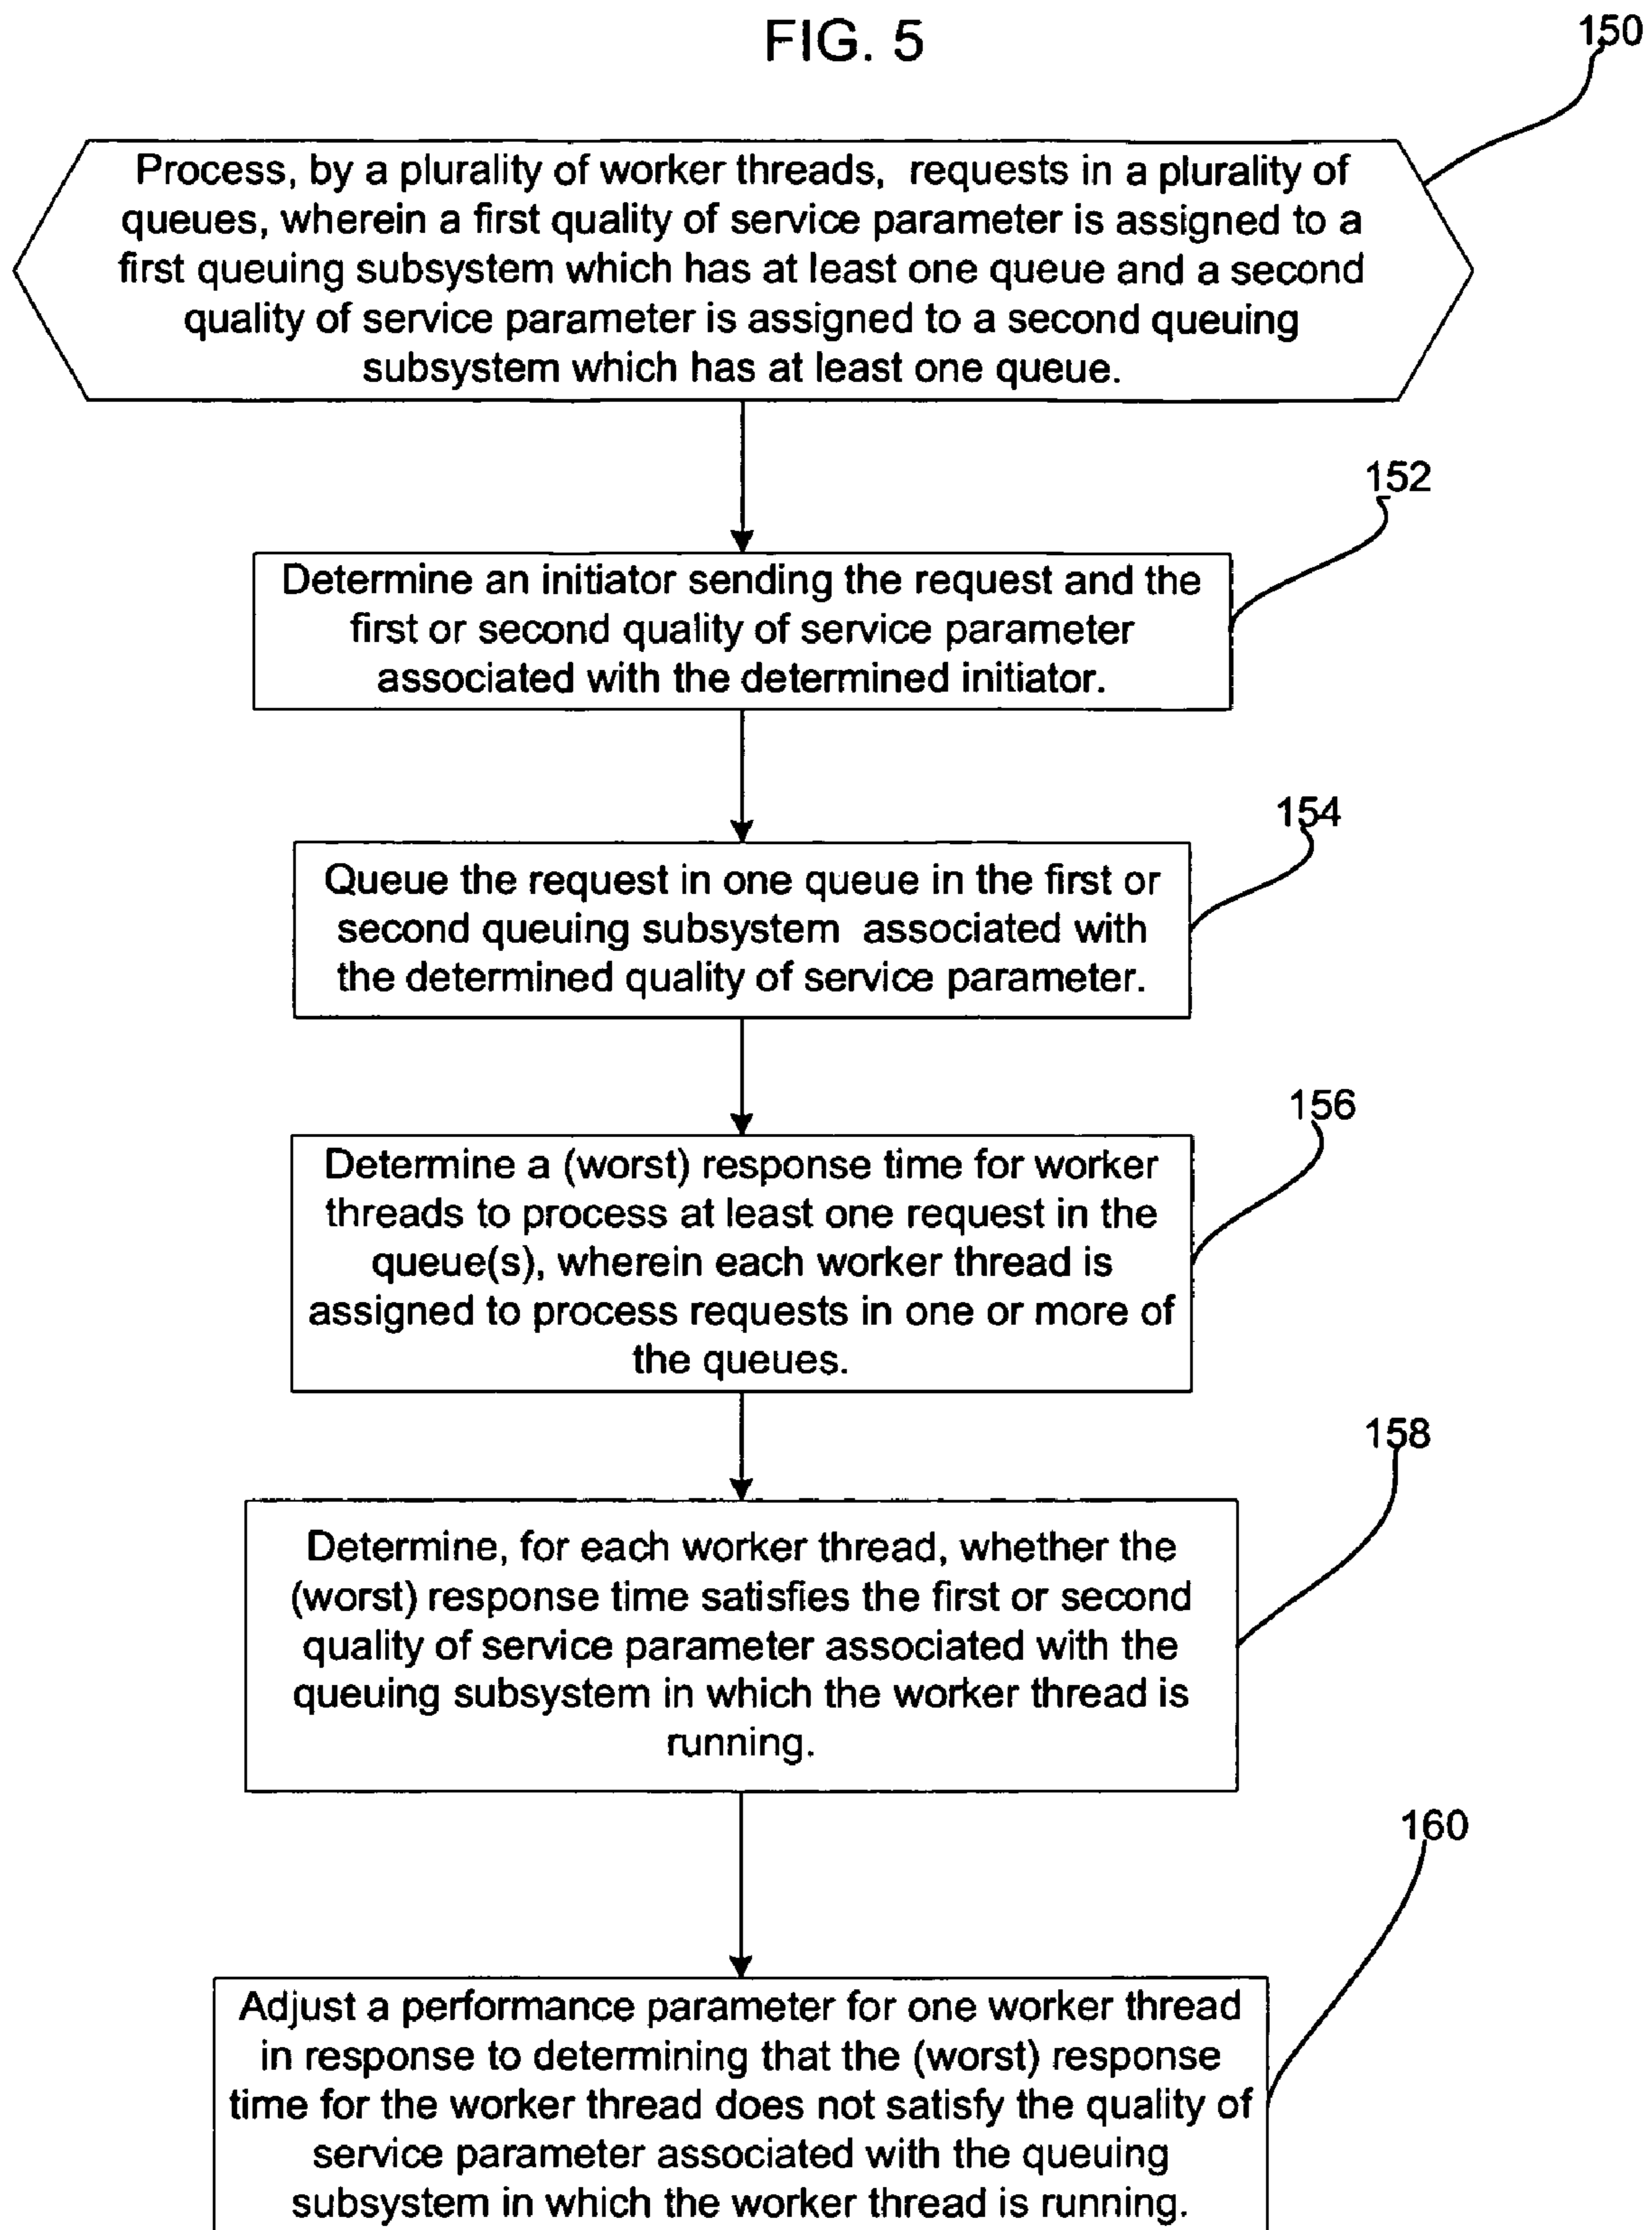 FIG. 5
150
Process, by a plurality of worker threads, requests in a plurality of
queues, wherein a first quality of service parameter is assigned to a
first queuing subsystem which has at least one queue and a second
quality of service parameter is assigned to a second queuing
subsystem which has at least one queue.
152
Determine an initiator sending the request and the
first or second quality of service parameter
associated with the determined initiator.
154
Queue the request in one queue in the first or
second queuing subsystem associated with
the determined quality of service parameter.
156
Determine a (worst) response time for worker
threads to process at least one request in the
queue(s), wherein each worker thread is
assigned to process requests in one or more of
the queues.
158
Determine, for each worker thread, whether the
(worst) response time satisfies the first or second
quality of service parameter associated with the
queuing subsystem in which the worker thread is
running.
160
Adjust a performance parameter for one worker thread
in response to determining that the (worst) response
time for the worker thread does not satisfy the quality of
service parameter associated with the queuing
subsystem in which the worker thread is running.